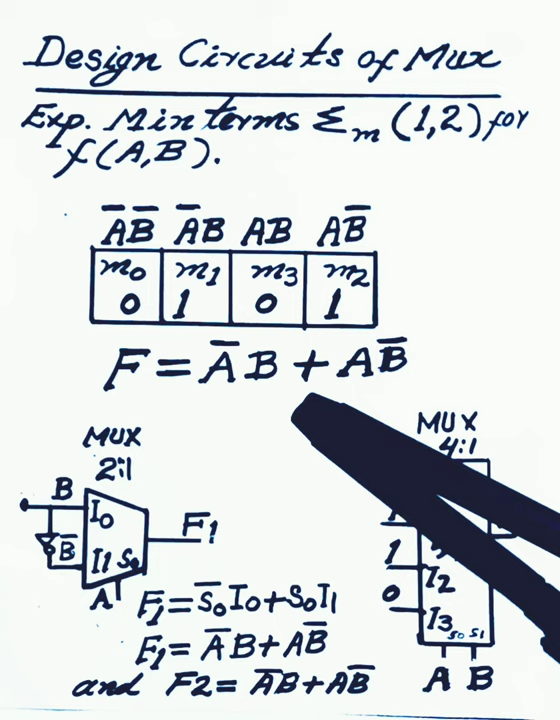 Design Circuits of Mux
Exp. Minterms Σm (1,2) for
f(A,B).
A̅B̅ A̅B AB AB̅
m0 m1 m3 m2
0 1 0 1
F = A̅B + AB̅
MUX
2:1
B
I0
B̅
I1 S0
A
F1
MUX
4:1
1
I2
0
I3
S0 S1
A B
F1 = S̅0I0 + S0I1
F1 = A̅B + AB̅
and F2 = A̅B + AB̅